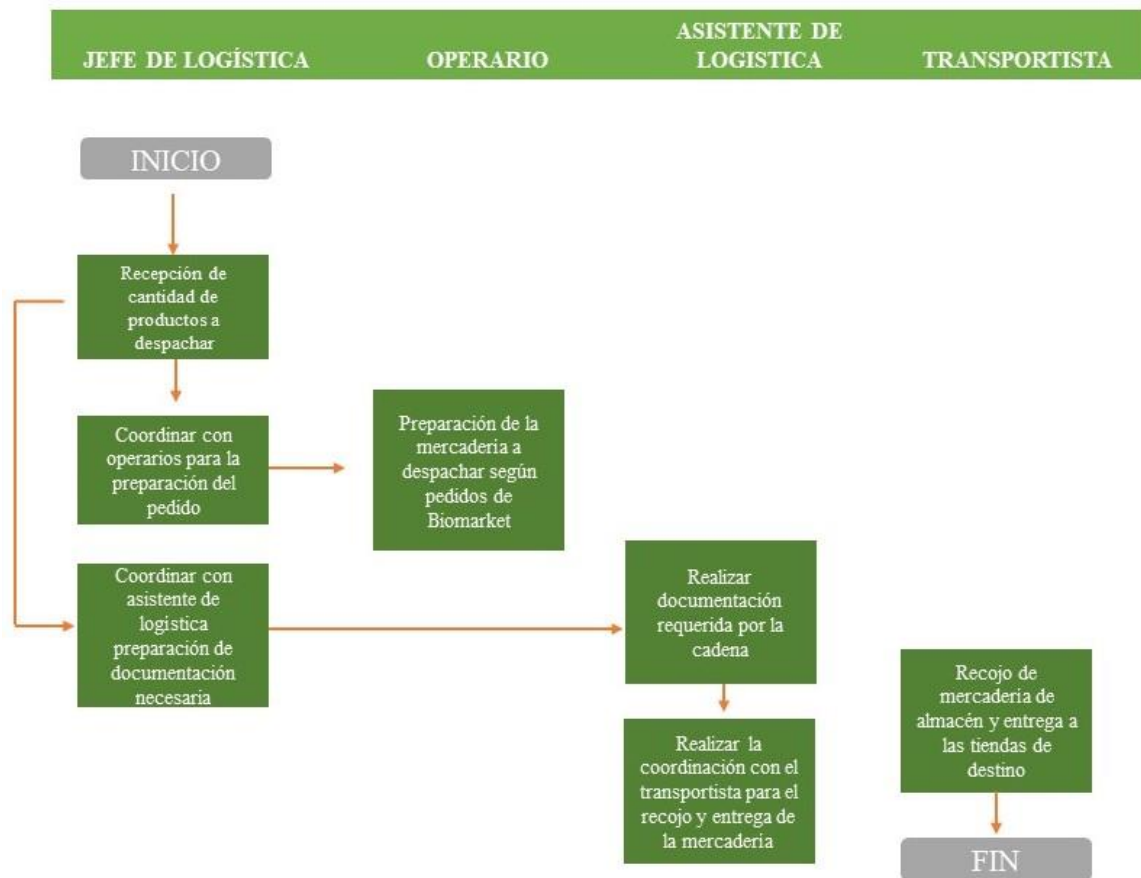 JEFE DE LOGÍSTICA
OPERARIO
ASISTENTE DE
LOGISTICA
TRANSPORTISTA
INICIO
Recepción de
cantidad de
productos a
despachar
Coordinar con
operarios para la
preparación del
pedido
Preparación de la
mercadería a
despachar según
pedidos de
Biomarket
Coordinar con
asistente de
logística
preparación de
documentación
necesaria
Realizar
documentación
requerida por la
cadena
Realizar la
coordinación con el
transportista para el
recojo y entrega de
la mercadería
Recojo de
mercadería de
almacén y entrega a
las tiendas de
destino
FIN